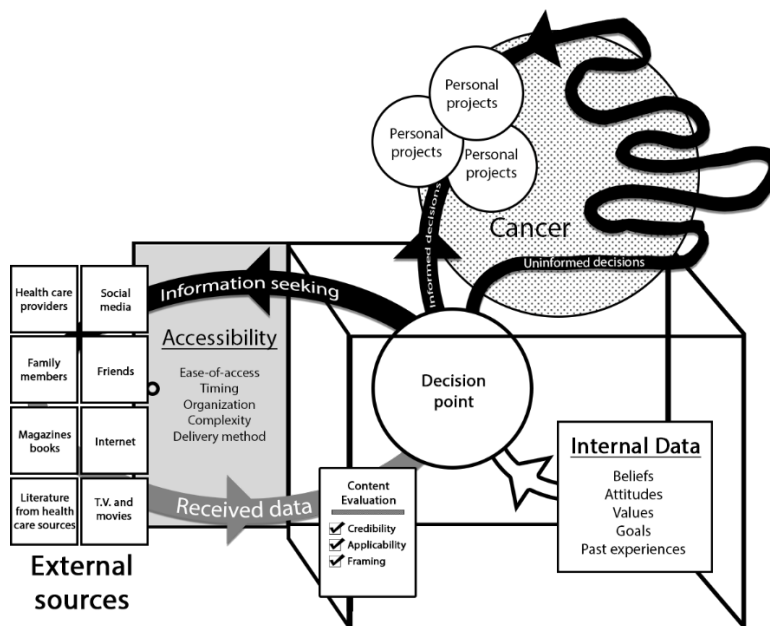 Personal
projects
Personal
projects
Personal
projects
Cancer
Informed decisions
Uninformed decisions
Information seeking
Health care
providers
Social
media
Family
members
Friends
Magazines
books
Internet
Literature
from health
care sources
T.V. and
movies
External
sources
Accessibility
Ease-of-access
Timing
Organization
Complexity
Delivery method
Received data
Decision
point
Content
Evaluation
Credibility
Applicability
Framing
Internal Data
Beliefs
Attitudes
Values
Goals
Past experiences